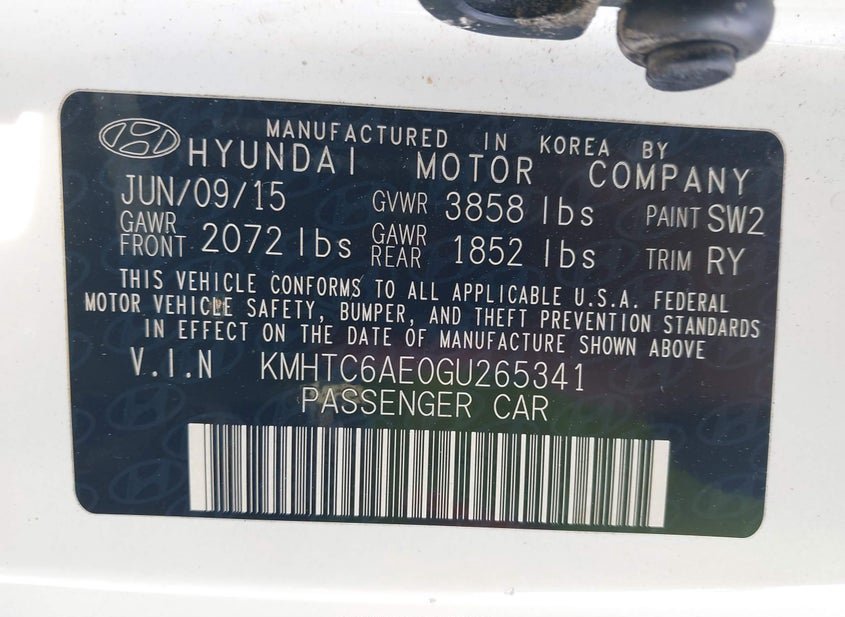 MANUFACTURED IN KOREA BY
HYUNDAI MOTOR COMPANY
JUN/09/15 GVWR 3858 lbs PAINT SW2
GAWR FRONT 2072 lbs GAWR REAR 1852 lbs TRIM RY
THIS VEHICLE CONFORMS TO ALL APPLICABLE U.S.A. FEDERAL
MOTOR VEHICLE SAFETY, BUMPER, AND THEFT PREVENTION STANDARDS
IN EFFECT ON THE DATE OF MANUFACTURE SHOWN ABOVE
V.I.N KMHTC6AE0GU265341
PASSENGER CAR